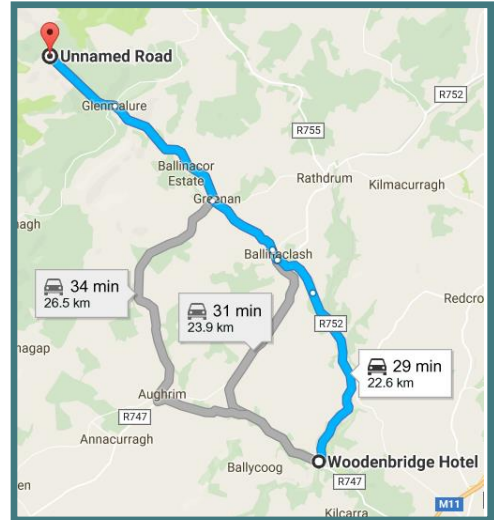 Unnamed Road
Glenmalure
R752
R755
Ballinacor
Estate
Rathdrum
Kilmacurragh
Greenan
nagh
Ballinaclash
34 min
26.5 km
31 min
23.9 km
Redcro
R752
29 min
22.6 km
nagap
Aughrim
R747
Annacurragh
Ballycoog
Woodenbridge Hotel
R747
en
M11
Kilcarra